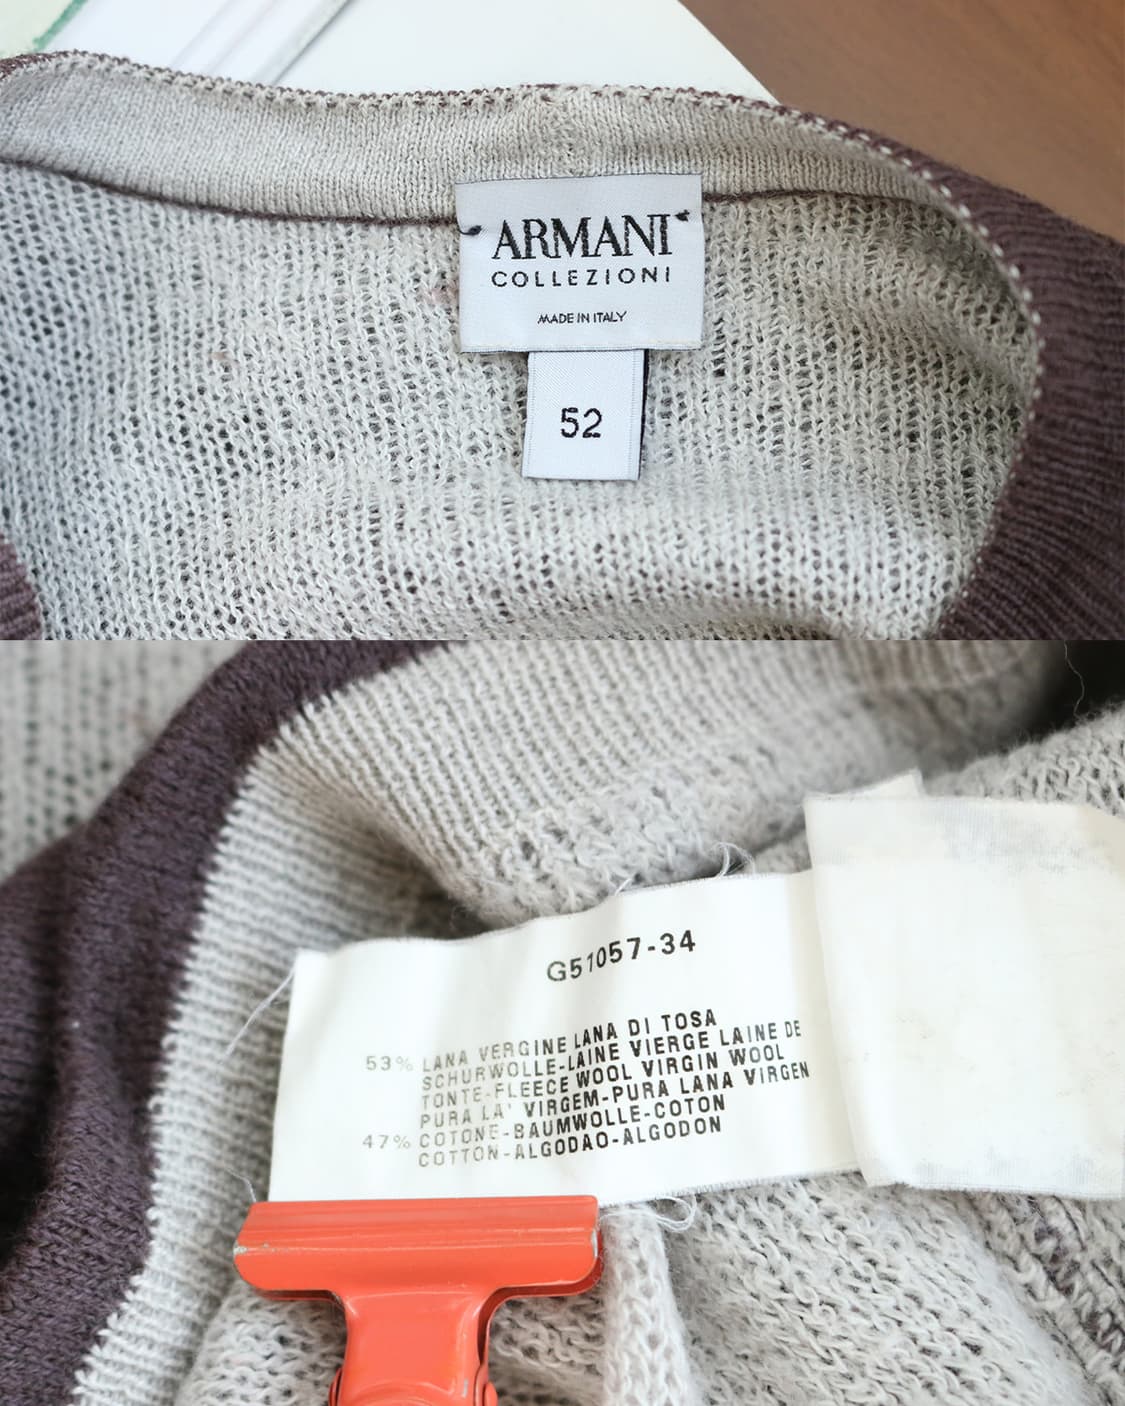 ARMANI
COLLEZIONI
MADE IN ITALY
52
G51057-34
53% LANA VERGINE LANA DI TOSA
SCHURWOLLE-LAINE VIERGE LAINE DE
TONTE-FLEECE WOOL VIRGIN WOOL
PURA LA' VIRGEM-PURA LANA VIRGEN
47% COTONE-BAUMWOLLE-COTON
COTTON-ALGODAO-ALGODON